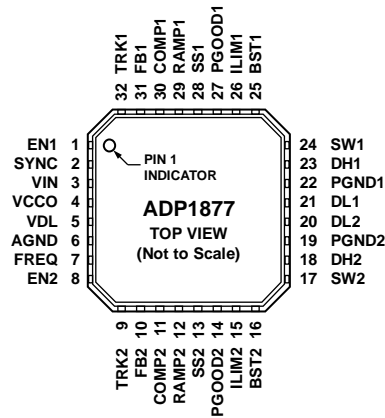 32 TRK1
31 FB1
30 COMP1
29 RAMP1
28 SS1
27 PGOOD1
26 ILIM1
25 BST1
EN1 1
SYNC 2
VIN 3
VCCO 4
VDL 5
AGND 6
FREQ 7
EN2 8
PIN 1
INDICATOR
ADP1877
TOP VIEW
(Not to Scale)
24 SW1
23 DH1
22 PGND1
21 DL1
20 DL2
19 PGND2
18 DH2
17 SW2
TRK2 9
FB2 10
COMP2 11
RAMP2 12
SS2 13
PGOOD2 14
ILIM2 15
BST2 16